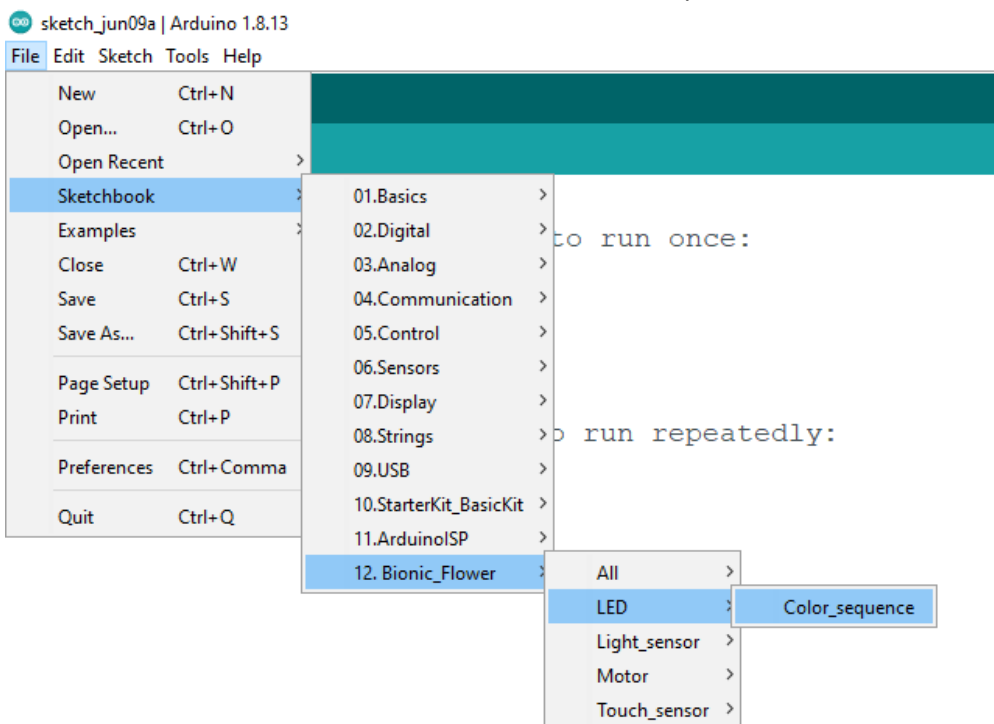 sketch_jun09a | Arduino 1.8.13
File Edit Sketch Tools Help
New Ctrl+N
Open... Ctrl+O
Open Recent >
Sketchbook >
Examples >
Close Ctrl+W
Save Ctrl+S
Save As... Ctrl+Shift+S
Page Setup Ctrl+Shift+P
Print Ctrl+P
Preferences Ctrl+Comma
Quit Ctrl+Q
01.Basics >
02.Digital >
03.Analog >
04.Communication >
05.Control >
06.Sensors >
07.Display >
08.Strings >
09.USB >
10.StarterKit_BasicKit >
11.ArduinoISP >
12. Bionic_Flower >
All >
LED >
Light_sensor >
Motor >
Touch_sensor >
Color_sequence
to run once:
run repeatedly: